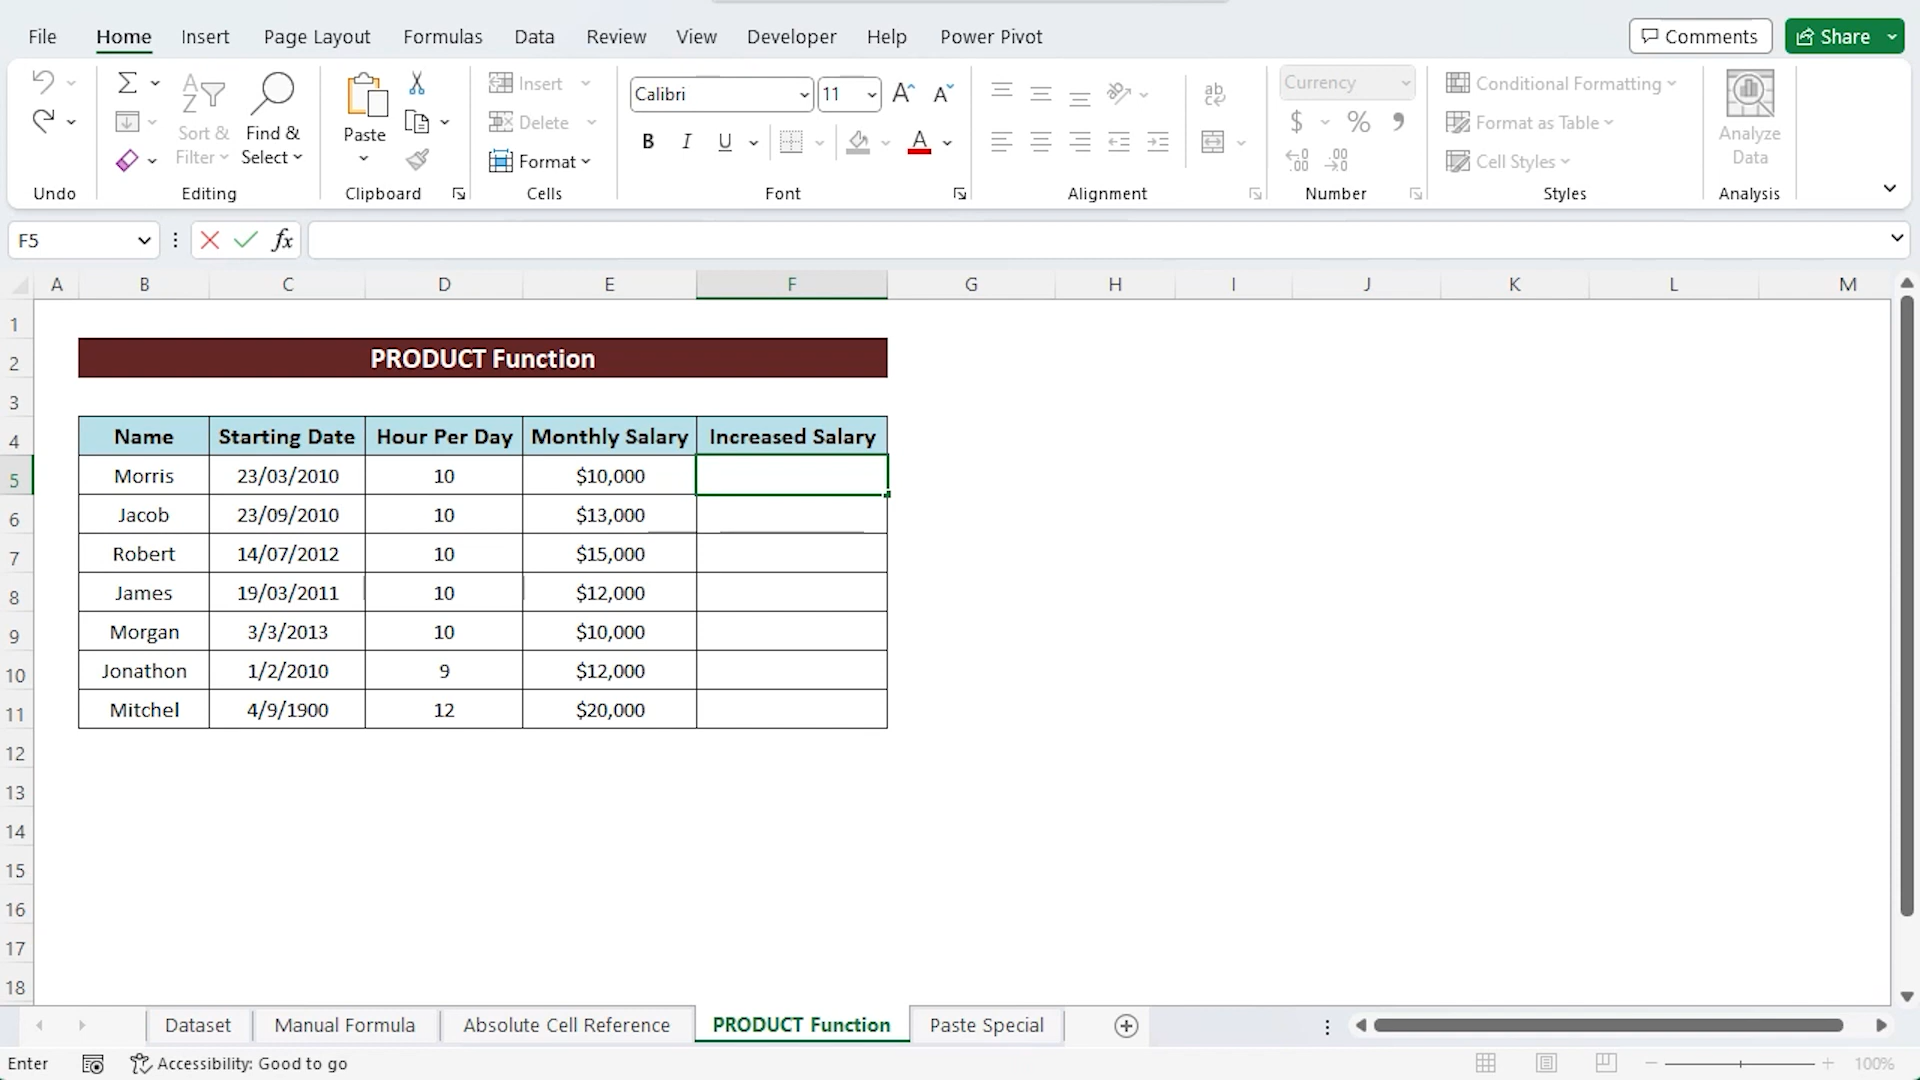 File Home Insert Page Layout Formulas Data Review View Developer Help Power Pivot Comments Share
Insert Calibri 11 Currency Conditional Formatting
Sort & Filter Find & Select Paste Delete Format as Table Analyze Data
Format Cell Styles
Undo Editing Clipboard Cells Font Alignment Number Styles Analysis
F5 fx
A B C D E F G H I J K L M
1
2 PRODUCT Function
3
4 Name Starting Date Hour Per Day Monthly Salary Increased Salary
5 Morris 23/03/2010 10 $10,000
6 Jacob 23/09/2010 10 $13,000
7 Robert 14/07/2012 10 $15,000
8 James 19/03/2011 10 $12,000
9 Morgan 3/3/2013 10 $10,000
10 Jonathon 1/2/2010 9 $12,000
11 Mitchel 4/9/1900 12 $20,000
12
13
14
15
16
17
18
Dataset Manual Formula Absolute Cell Reference PRODUCT Function Paste Special
Enter Accessibility: Good to go 100%